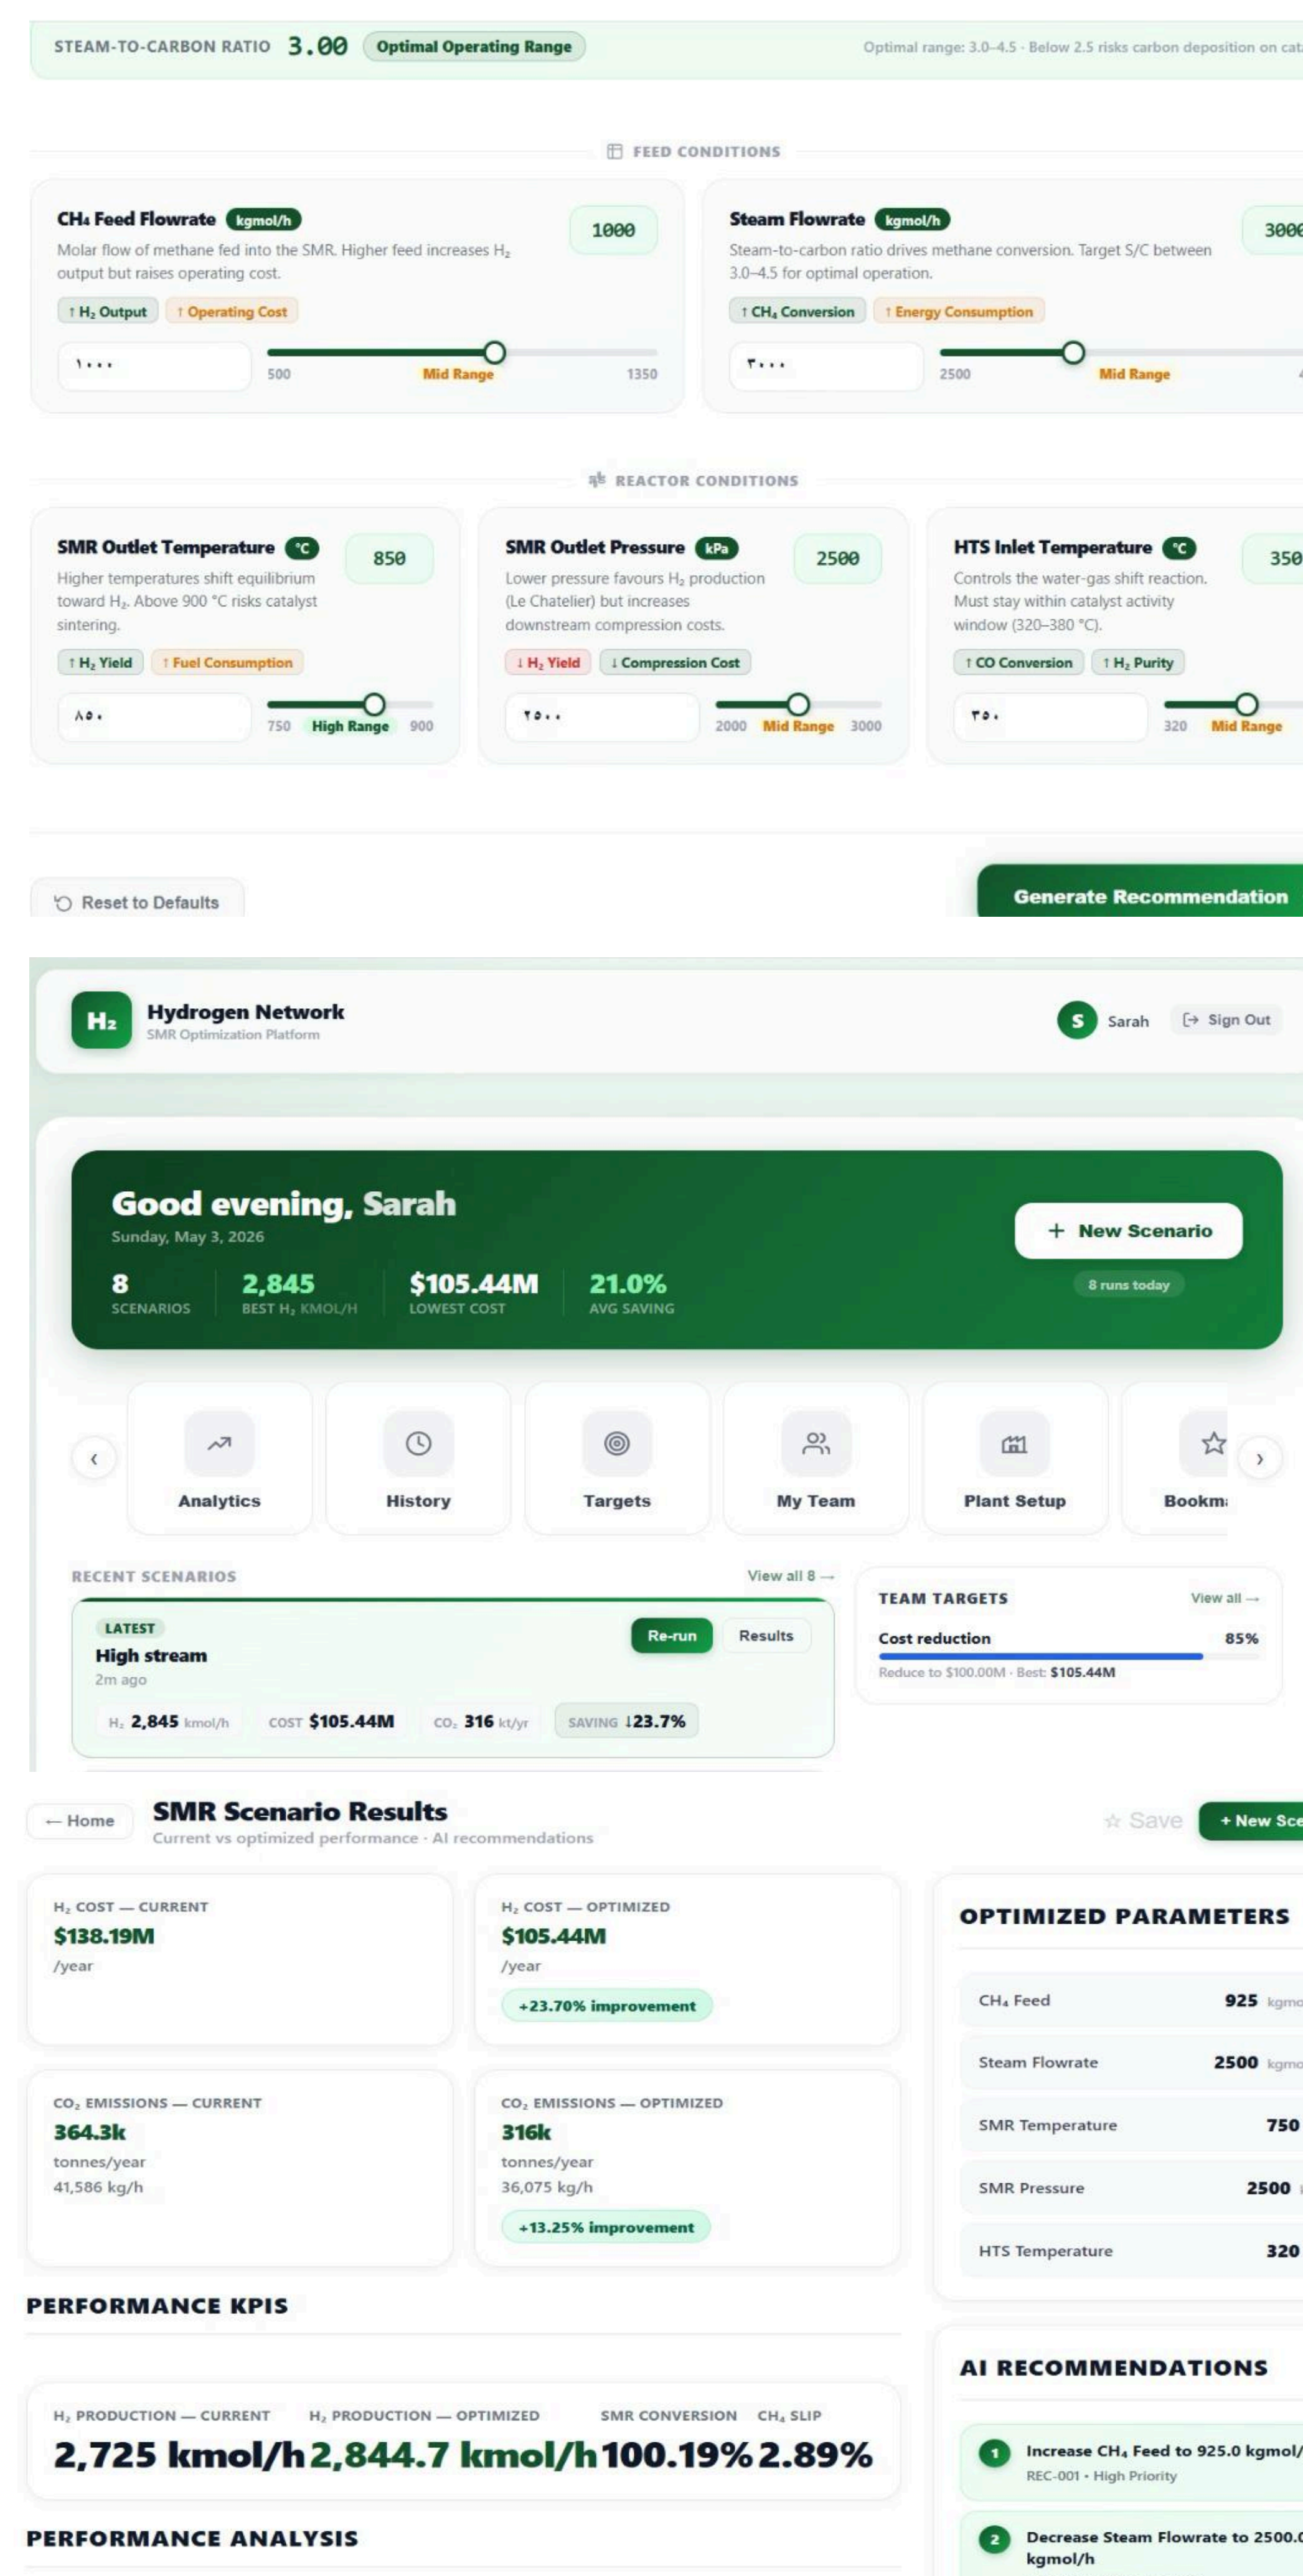 STEAM-TO-CARBON RATIO 3.00 Optimal Operating Range Optimal range: 3.0–4.5 · Below 2.5 risks carbon deposition on
FEED CONDITIONS
CH₄ Feed Flowrate kgmol/h 1000
Molar flow of methane fed into the SMR. Higher feed increases H₂
output but raises operating cost.
↑ H₂ Output ↑ Operating Cost
١٠٠٠
500 Mid Range 1350
Steam Flowrate kgmol/h 3000
Steam-to-carbon ratio drives methane conversion. Target S/C between
3.0–4.5 for optimal operation.
↑ CH₄ Conversion ↑ Energy Consumption
٣٠٠٠
2500 Mid Range
REACTOR CONDITIONS
SMR Outlet Temperature °C 850
Higher temperatures shift equilibrium
toward H₂. Above 900 °C risks catalyst
sintering.
↑ H₂ Yield ↑ Fuel Consumption
٨٥٠
750 High Range 900
SMR Outlet Pressure kPa 2500
Lower pressure favours H₂ production
(Le Chatelier) but increases
downstream compression costs.
↓ H₂ Yield ↓ Compression Cost
٢٥٠٠
2000 Mid Range 3000
HTS Inlet Temperature °C 350
Controls the water-gas shift reaction.
Must stay within catalyst activity
window (320–380 °C).
↑ CO Conversion ↑ H₂ Purity
٣٥٠
320 Mid Range
Reset to Defaults
Generate Recommendation
H₂ Hydrogen Network
SMR Optimization Platform
S Sarah Sign Out
Good evening, Sarah
Sunday, May 3, 2026
8 2,845 $105.44M 21.0%
SCENARIOS BEST H₂ KMOL/H LOWEST COST AVG SAVING
+ New Scenario
8 runs today
‹ Analytics History Targets My Team Plant Setup Bookm ›
RECENT SCENARIOS View all 8 →
LATEST
High stream
2m ago
Re-run Results
H₂ 2,845 kmol/h COST $105.44M CO₂ 316 kt/yr SAVING ↓23.7%
TEAM TARGETS View all →
Cost reduction 85%
Reduce to $100.00M · Best: $105.44M
← Home
SMR Scenario Results
Current vs optimized performance · AI recommendations
☆ Save + New Sce
H₂ COST — CURRENT
$138.19M
/year
H₂ COST — OPTIMIZED
$105.44M
/year
+23.70% improvement
CO₂ EMISSIONS — CURRENT
364.3k
tonnes/year
41,586 kg/h
CO₂ EMISSIONS — OPTIMIZED
316k
tonnes/year
36,075 kg/h
+13.25% improvement
PERFORMANCE KPIS
H₂ PRODUCTION — CURRENT H₂ PRODUCTION — OPTIMIZED SMR CONVERSION CH₄ SLIP
2,725 kmol/h 2,844.7 kmol/h 100.19% 2.89%
PERFORMANCE ANALYSIS
OPTIMIZED PARAMETERS
CH₄ Feed 925 kgmo
Steam Flowrate 2500 kgmo
SMR Temperature 750
SMR Pressure 2500
HTS Temperature 320
AI RECOMMENDATIONS
1 Increase CH₄ Feed to 925.0 kgmol/
REC-001 • High Priority
2 Decrease Steam Flowrate to 2500.0
kgmol/h